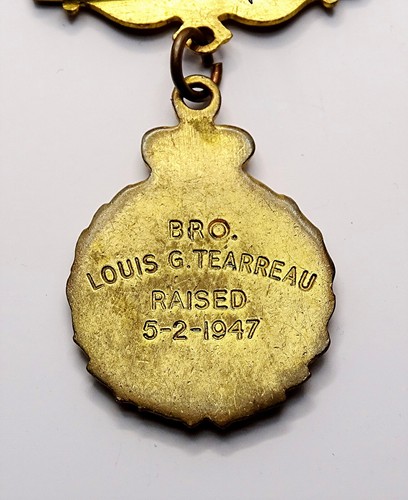 BRO.
LOUIS G. TEARREAU
RAISED
5-2-1947